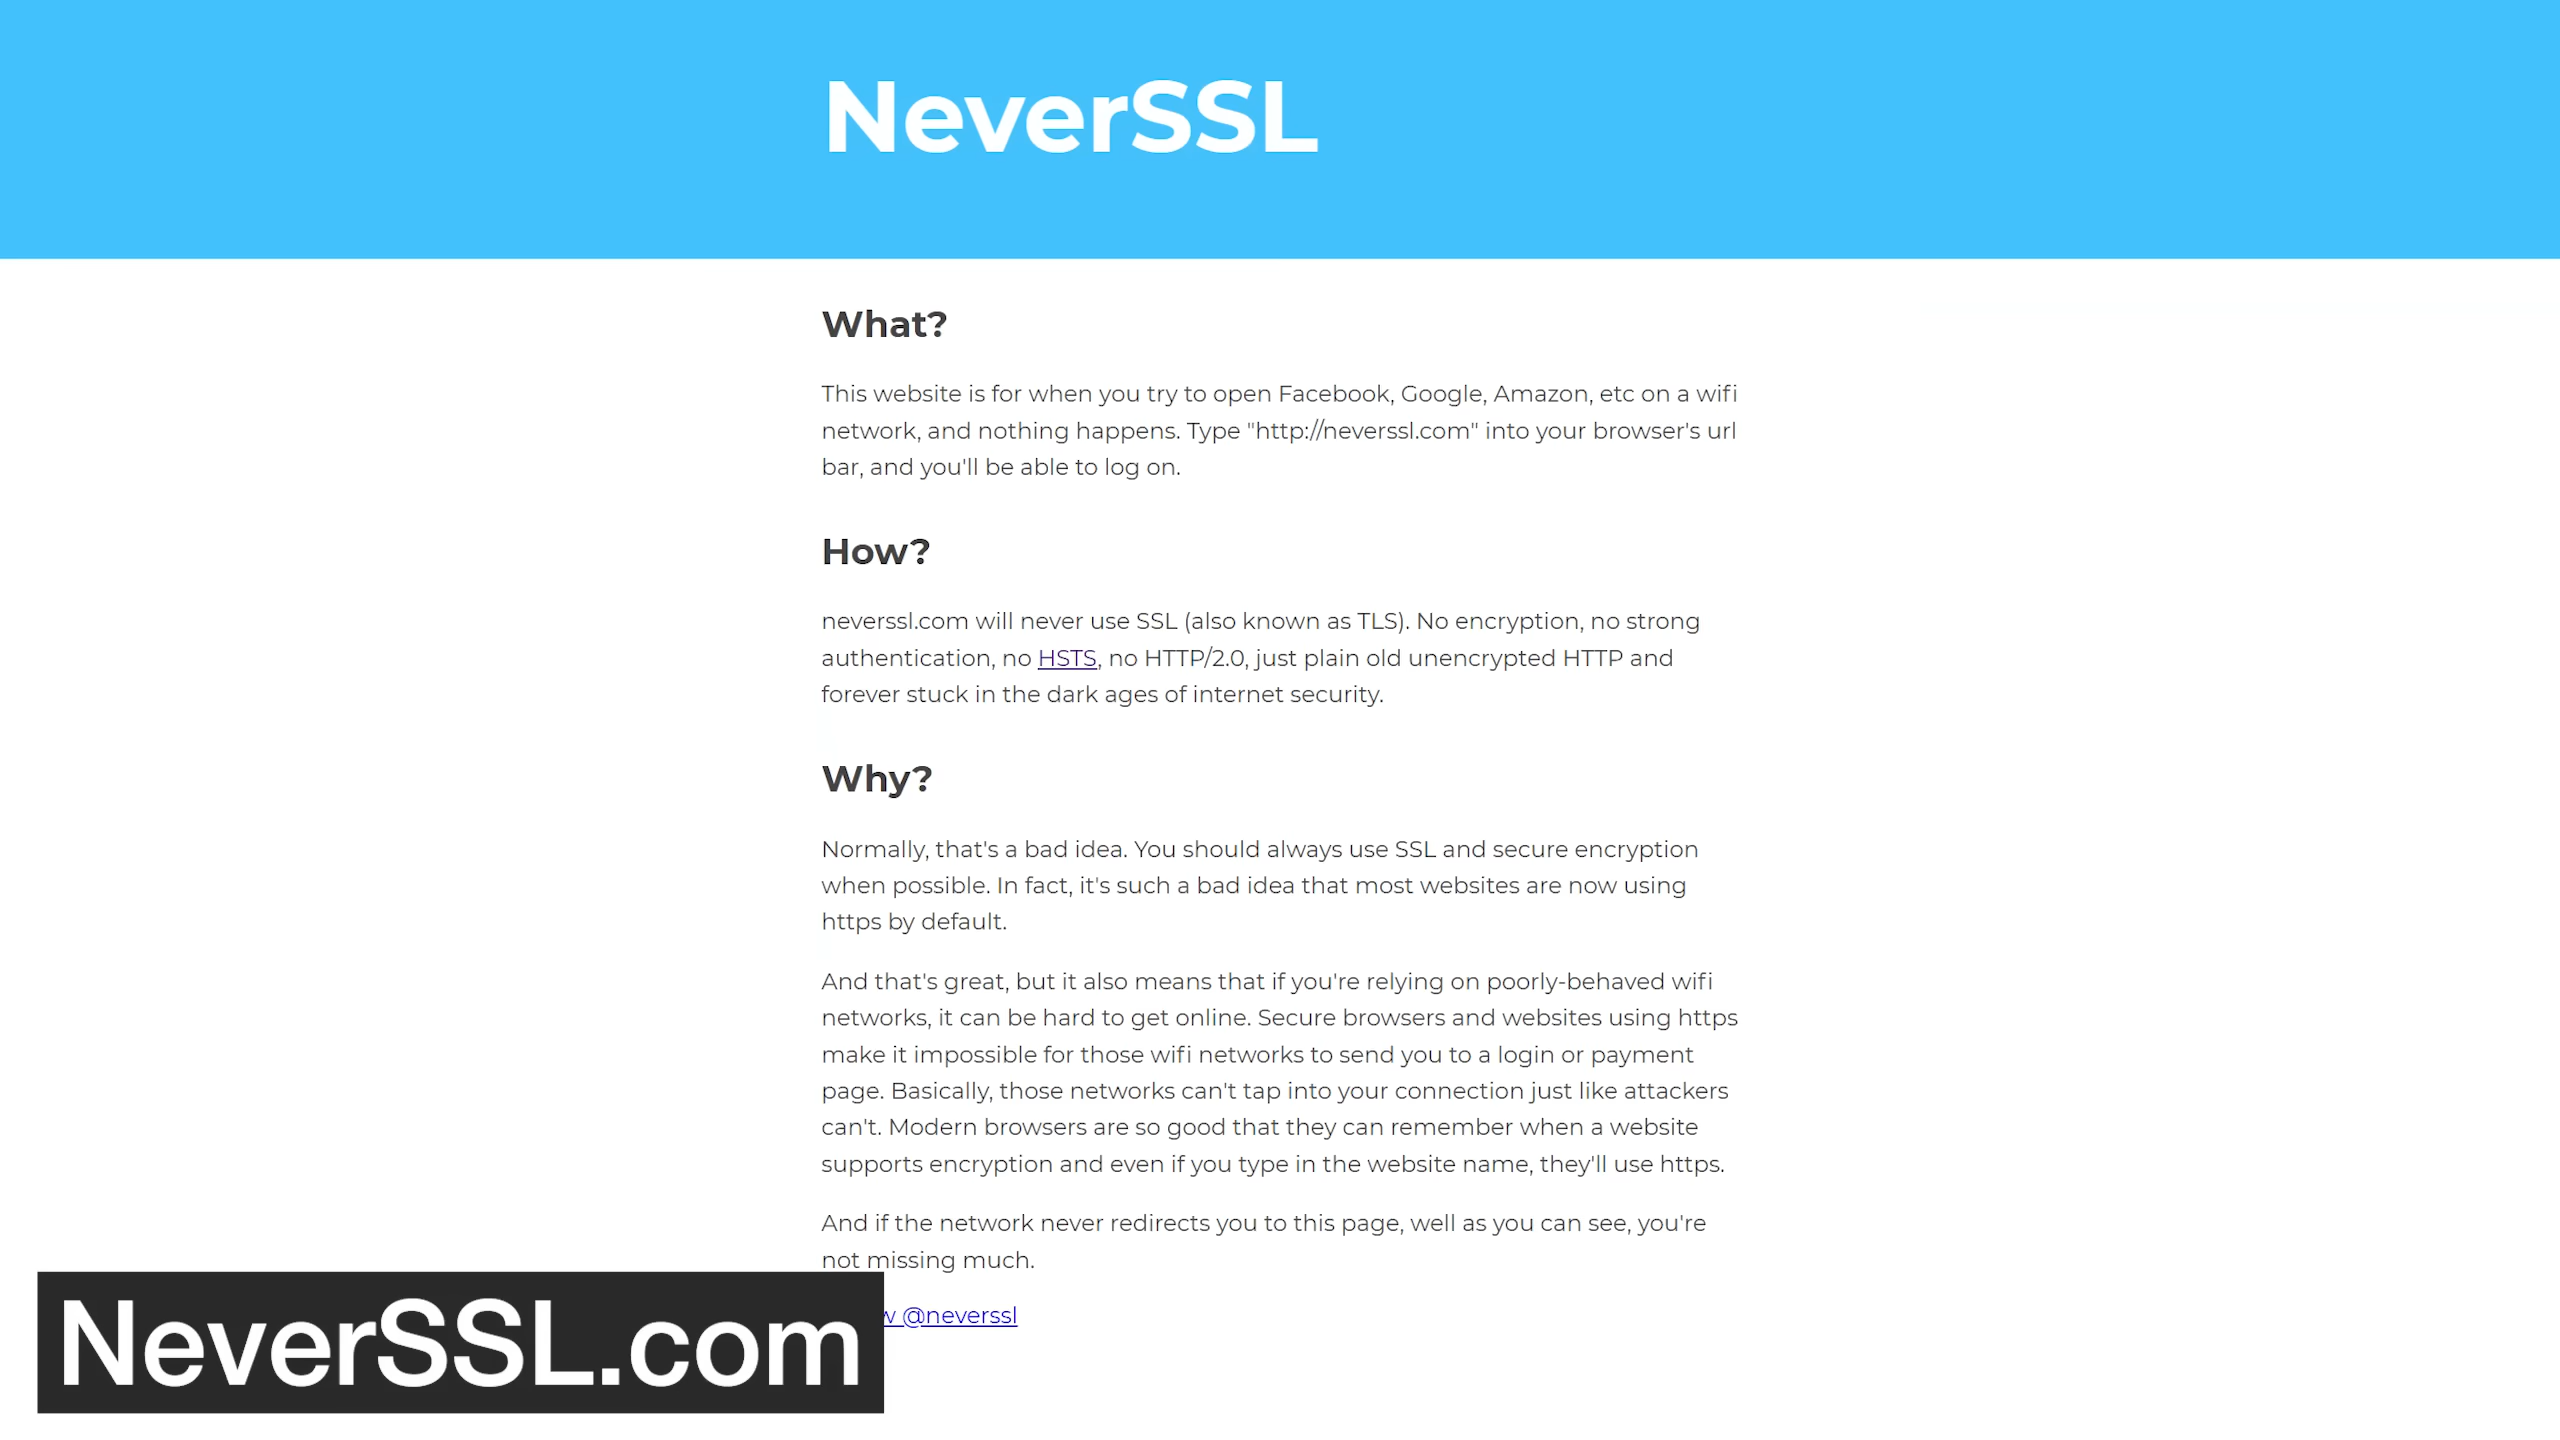 NeverSSL
What?
This website is for when you try to open Facebook, Google, Amazon, etc on a wifi
network, and nothing happens. Type "http://neverssl.com" into your browser's url
bar, and you'll be able to log on.
How?
neverssl.com will never use SSL (also known as TLS). No encryption, no strong
authentication, no HSTS, no HTTP/2.0, just plain old unencrypted HTTP and
forever stuck in the dark ages of internet security.
Why?
Normally, that's a bad idea. You should always use SSL and secure encryption
when possible. In fact, it's such a bad idea that most websites are now using
https by default.
And that's great, but it also means that if you're relying on poorly-behaved wifi
networks, it can be hard to get online. Secure browsers and websites using https
make it impossible for those wifi networks to send you to a login or payment
page. Basically, those networks can't tap into your connection just like attackers
can't. Modern browsers are so good that they can remember when a website
supports encryption and even if you type in the website name, they'll use https.
And if the network never redirects you to this page, well as you can see, you're
not missing much.
@neverssl
NeverSSL.com